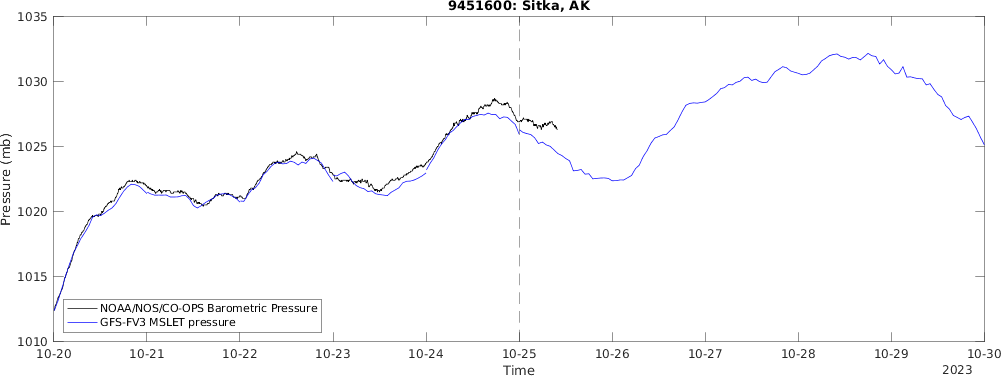 9451600: Sitka, AK
Pressure (mb)
1035
1030
1025
1020
1015
1010
NOAA/NOS/CO-OPS Barometric Pressure
GFS-FV3 MSLET pressure
10-20 10-21 10-22 10-23 10-24 10-25 10-26 10-27 10-28 10-29 10-30
Time
2023